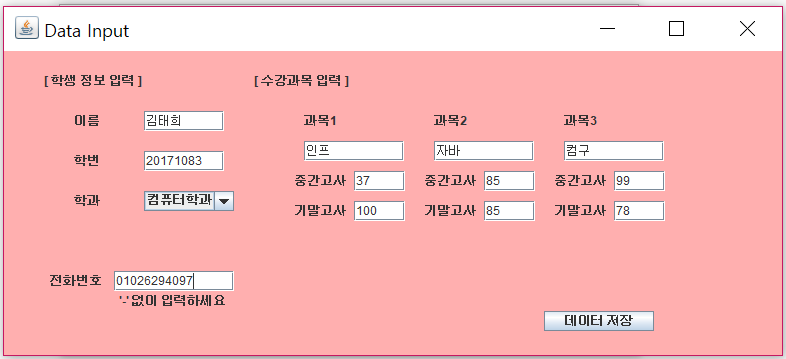 Data Input
[ 학생 정보 입력 ] [ 수강과목 입력 ]
이름 김태희 과목1 과목2 과목3
인프 자바 컴구
학번 20171083
중간고사 37 중간고사 85 중간고사 99
학과 컴퓨터학과
기말고사 100 기말고사 85 기말고사 78
전화번호 01026294097
'-' 없이 입력하세요
데이터 저장